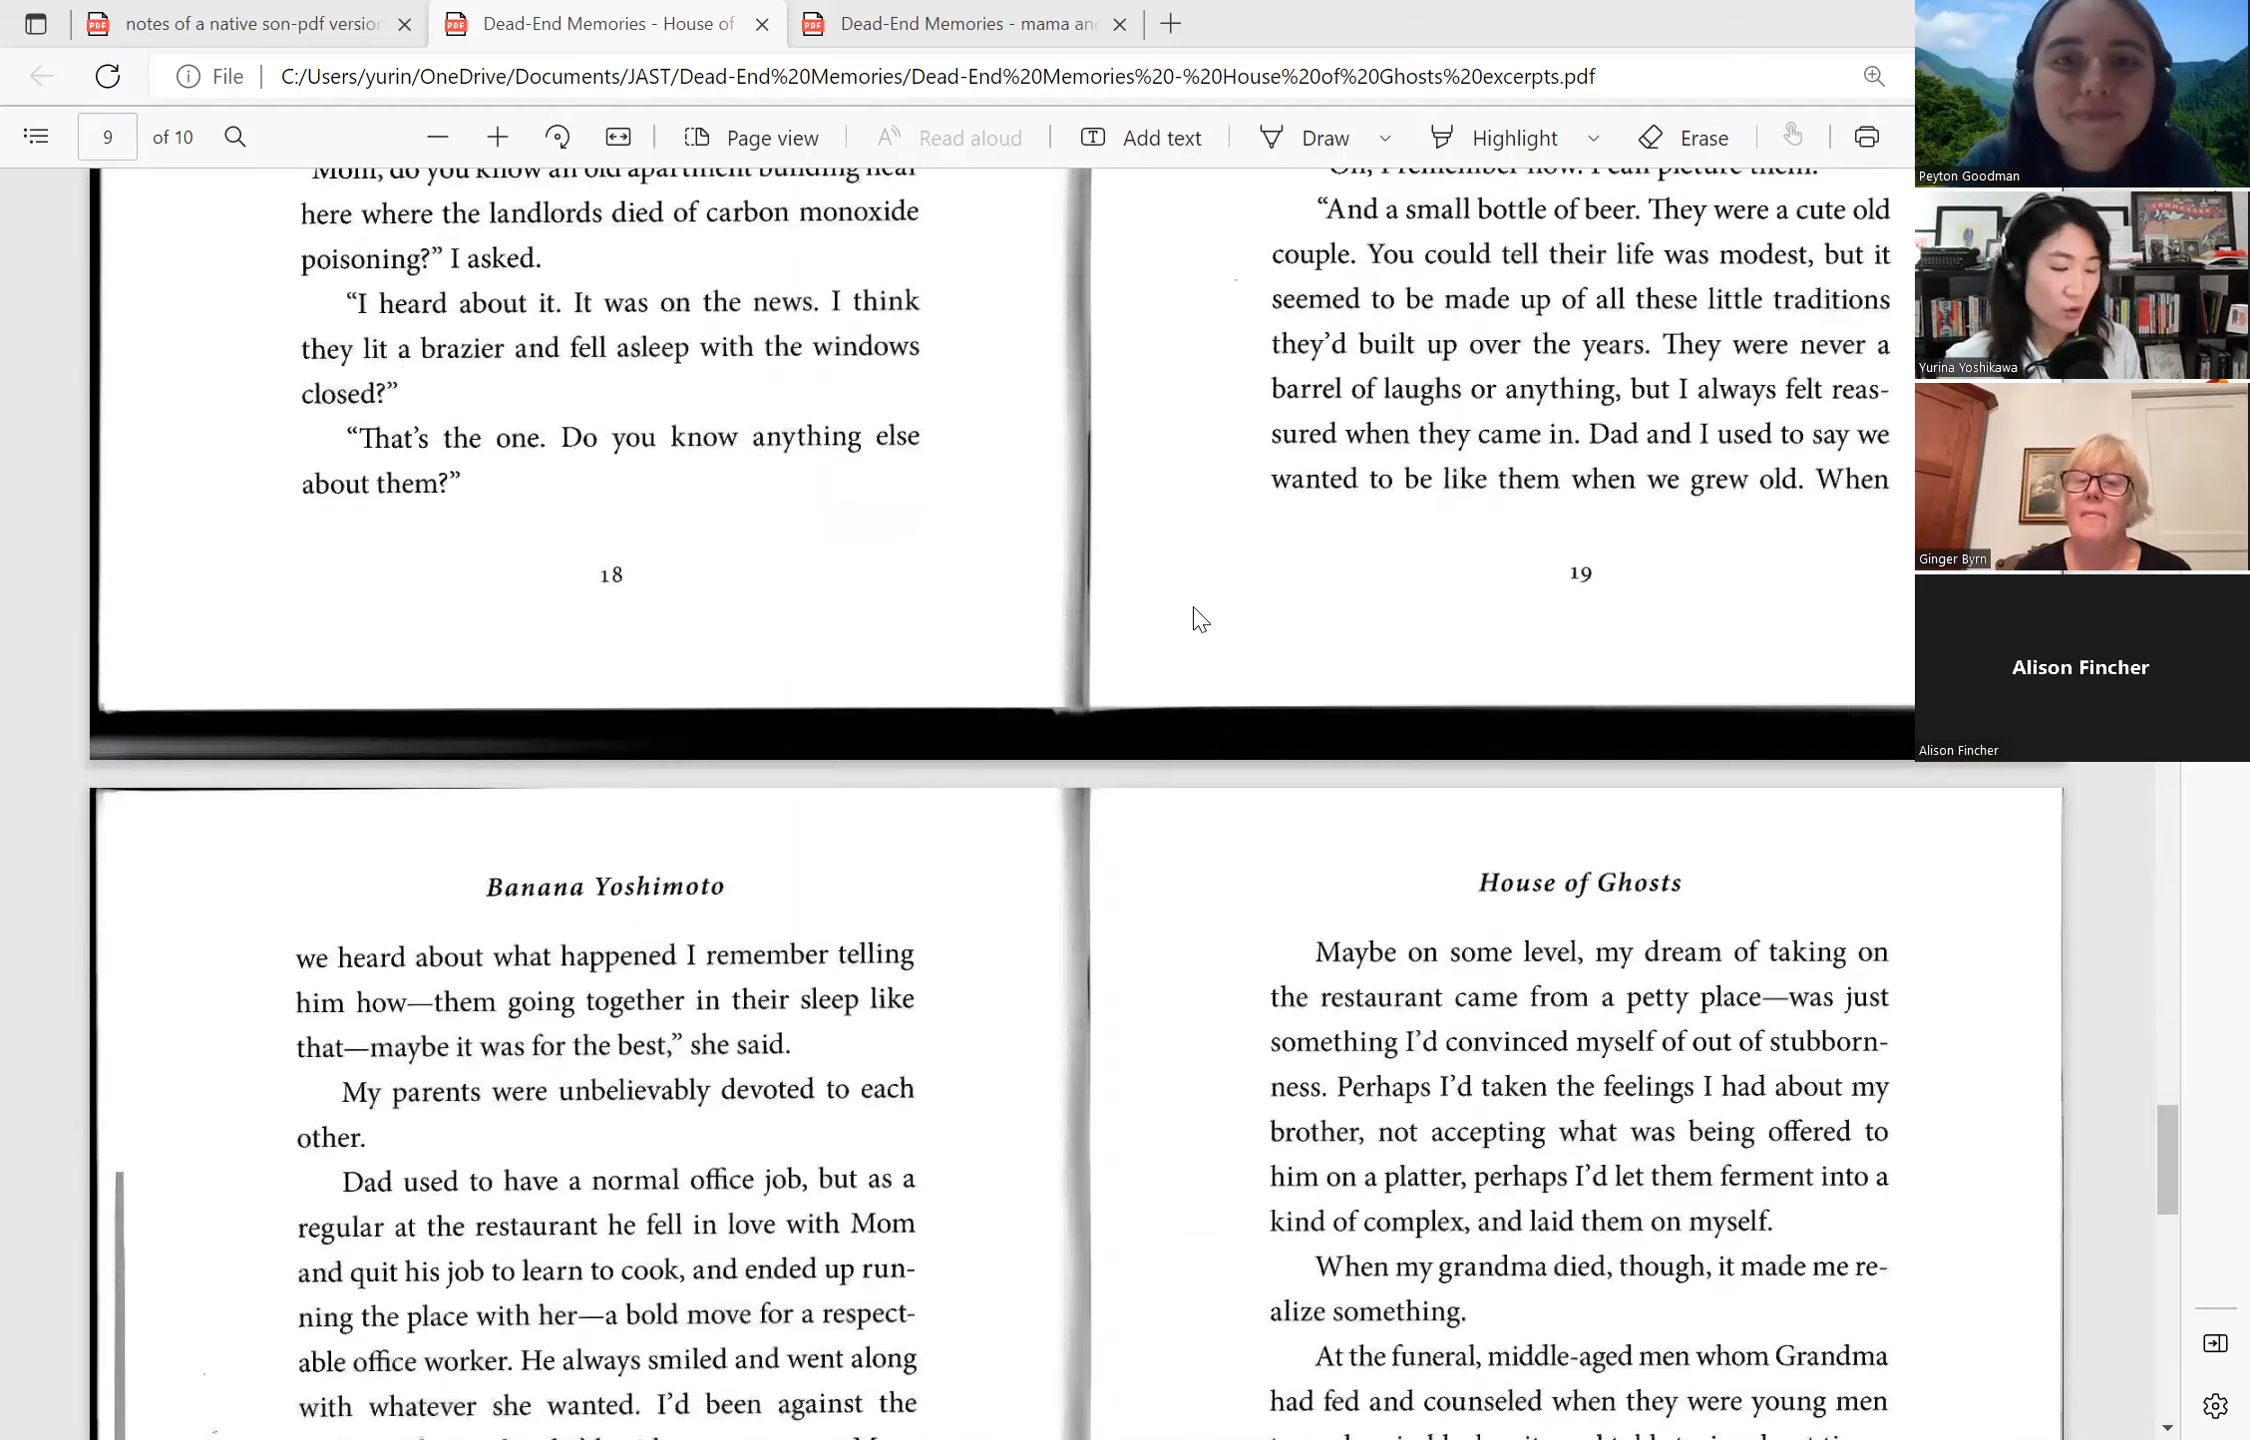 notes of a native son-pdf versio
Dead-End Memories - House of
Dead-End Memories - mama an
File
C:/Users/yurin/OneDrive/Documents/JAST/Dead-End%20Memories/Dead-End%20Memories%20-%20House%20of%20Ghosts%20excerpts.pdf
9 of 10
Page view
Read aloud
Add text
Draw
Highlight
Erase
"Mom, do you know an old apartment building near
here where the landlords died of carbon monoxide
poisoning?” I asked.
“I heard about it. It was on the news. I think
they lit a brazier and fell asleep with the windows
closed?”
“That’s the one. Do you know anything else
about them?”
18
“Oh, I remember now. I can picture them.”
“And a small bottle of beer. They were a cute old
couple. You could tell their life was modest, but it
seemed to be made up of all these little traditions
they’d built up over the years. They were never a
barrel of laughs or anything, but I always felt reas-
sured when they came in. Dad and I used to say we
wanted to be like them when we grew old. When
19
Banana Yoshimoto
we heard about what happened I remember telling
him how—them going together in their sleep like
that—maybe it was for the best,” she said.
My parents were unbelievably devoted to each
other.
Dad used to have a normal office job, but as a
regular at the restaurant he fell in love with Mom
and quit his job to learn to cook, and ended up run-
ning the place with her—a bold move for a respect-
able office worker. He always smiled and went along
with whatever she wanted. I’d been against the
House of Ghosts
Maybe on some level, my dream of taking on
the restaurant came from a petty place—was just
something I’d convinced myself of out of stubborn-
ness. Perhaps I’d taken the feelings I had about my
brother, not accepting what was being offered to
him on a platter, perhaps I’d let them ferment into a
kind of complex, and laid them on myself.
When my grandma died, though, it made me re-
alize something.
At the funeral, middle-aged men whom Grandma
had fed and counseled when they were young men
Peyton Goodman
TENNESSEE
Yurina Yoshikawa
Ginger Byrn
Alison Fincher
Alison Fincher